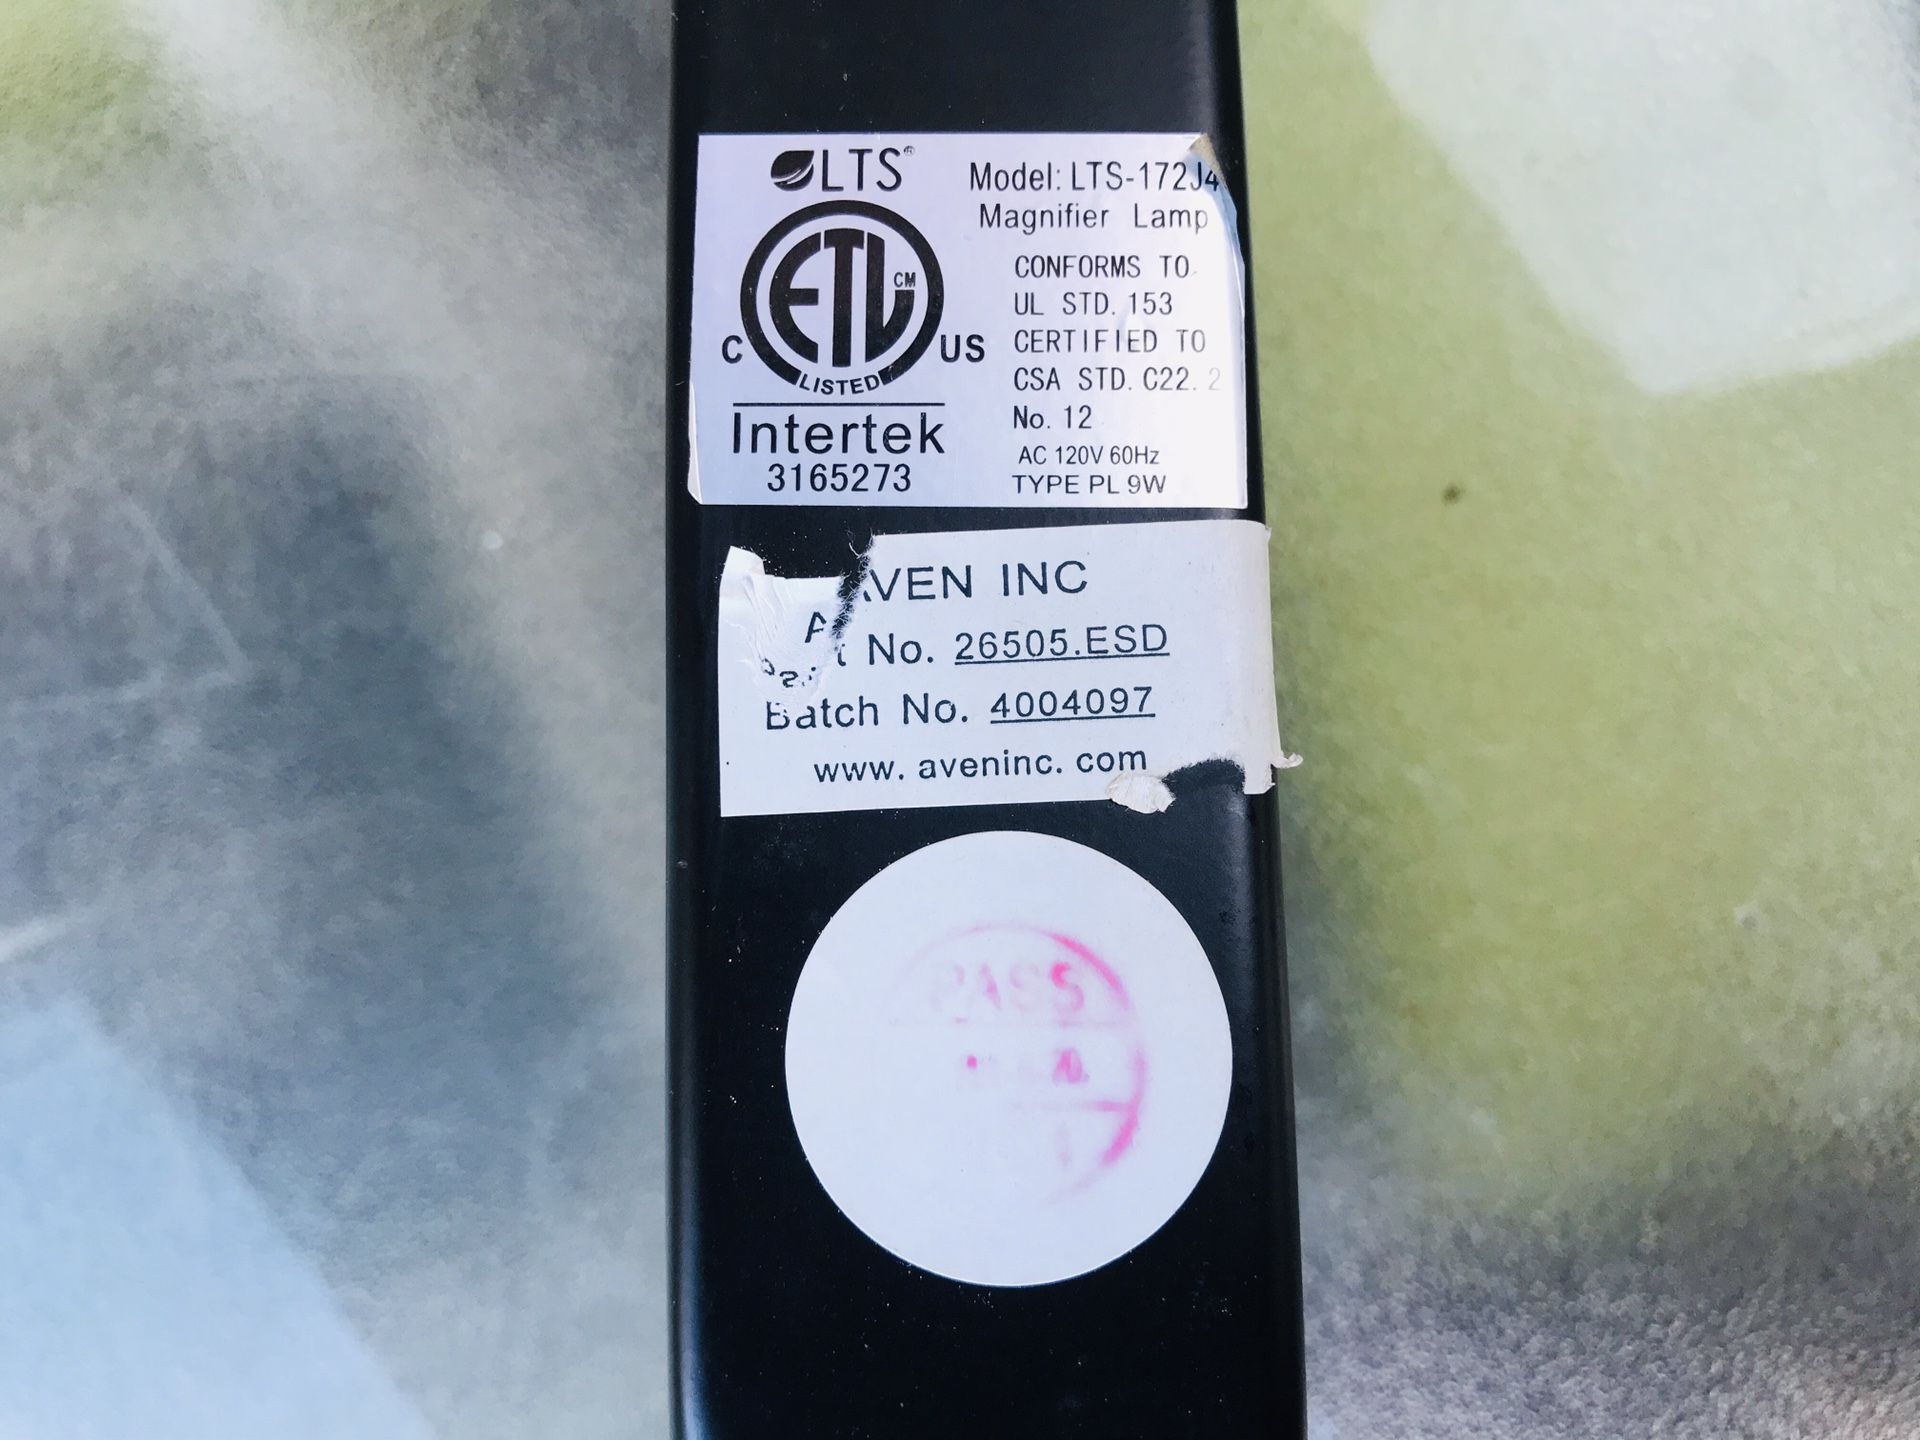 LTS®
Model: LTS-172J4
Magnifier Lamp
ETL CM
C US
LISTED
Intertek
3165273
CONFORMS TO
UL STD. 153
CERTIFIED TO
CSA STD. C22. 2
No. 12
AC 120V 60Hz
TYPE PL 9W
AVEN INC
Part No. 26505.ESD
Batch No. 4004097
www. aveninc. com
PASS